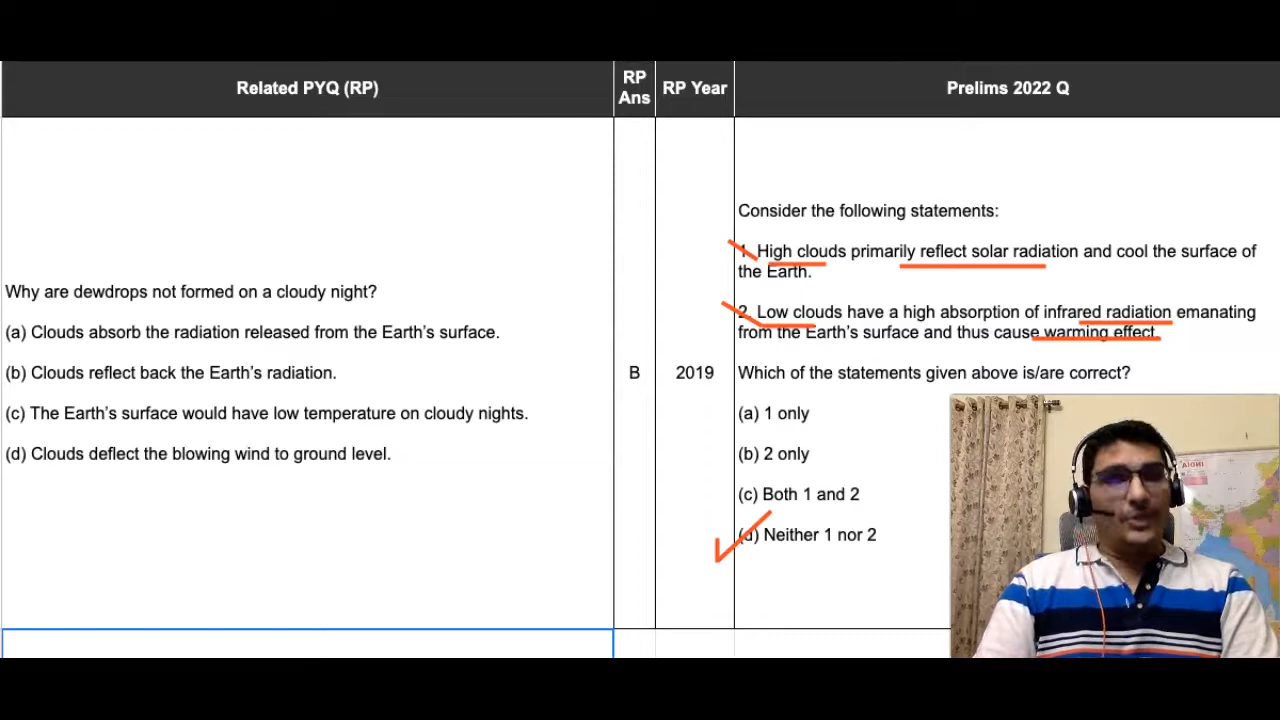 Related PYQ (RP)
RP
Ans
RP Year
Prelims 2022 Q
Why are dewdrops not formed on a cloudy night?
(a) Clouds absorb the radiation released from the Earth's surface.
(b) Clouds reflect back the Earth's radiation.
(c) The Earth's surface would have low temperature on cloudy nights.
(d) Clouds deflect the blowing wind to ground level.
B
2019
Consider the following statements:
1. High clouds primarily reflect solar radiation and cool the surface of
the Earth.
2. Low clouds have a high absorption of infrared radiation emanating
from the Earth's surface and thus cause warming effect.
Which of the statements given above is/are correct?
(a) 1 only
(b) 2 only
(c) Both 1 and 2
(d) Neither 1 nor 2
INDIA